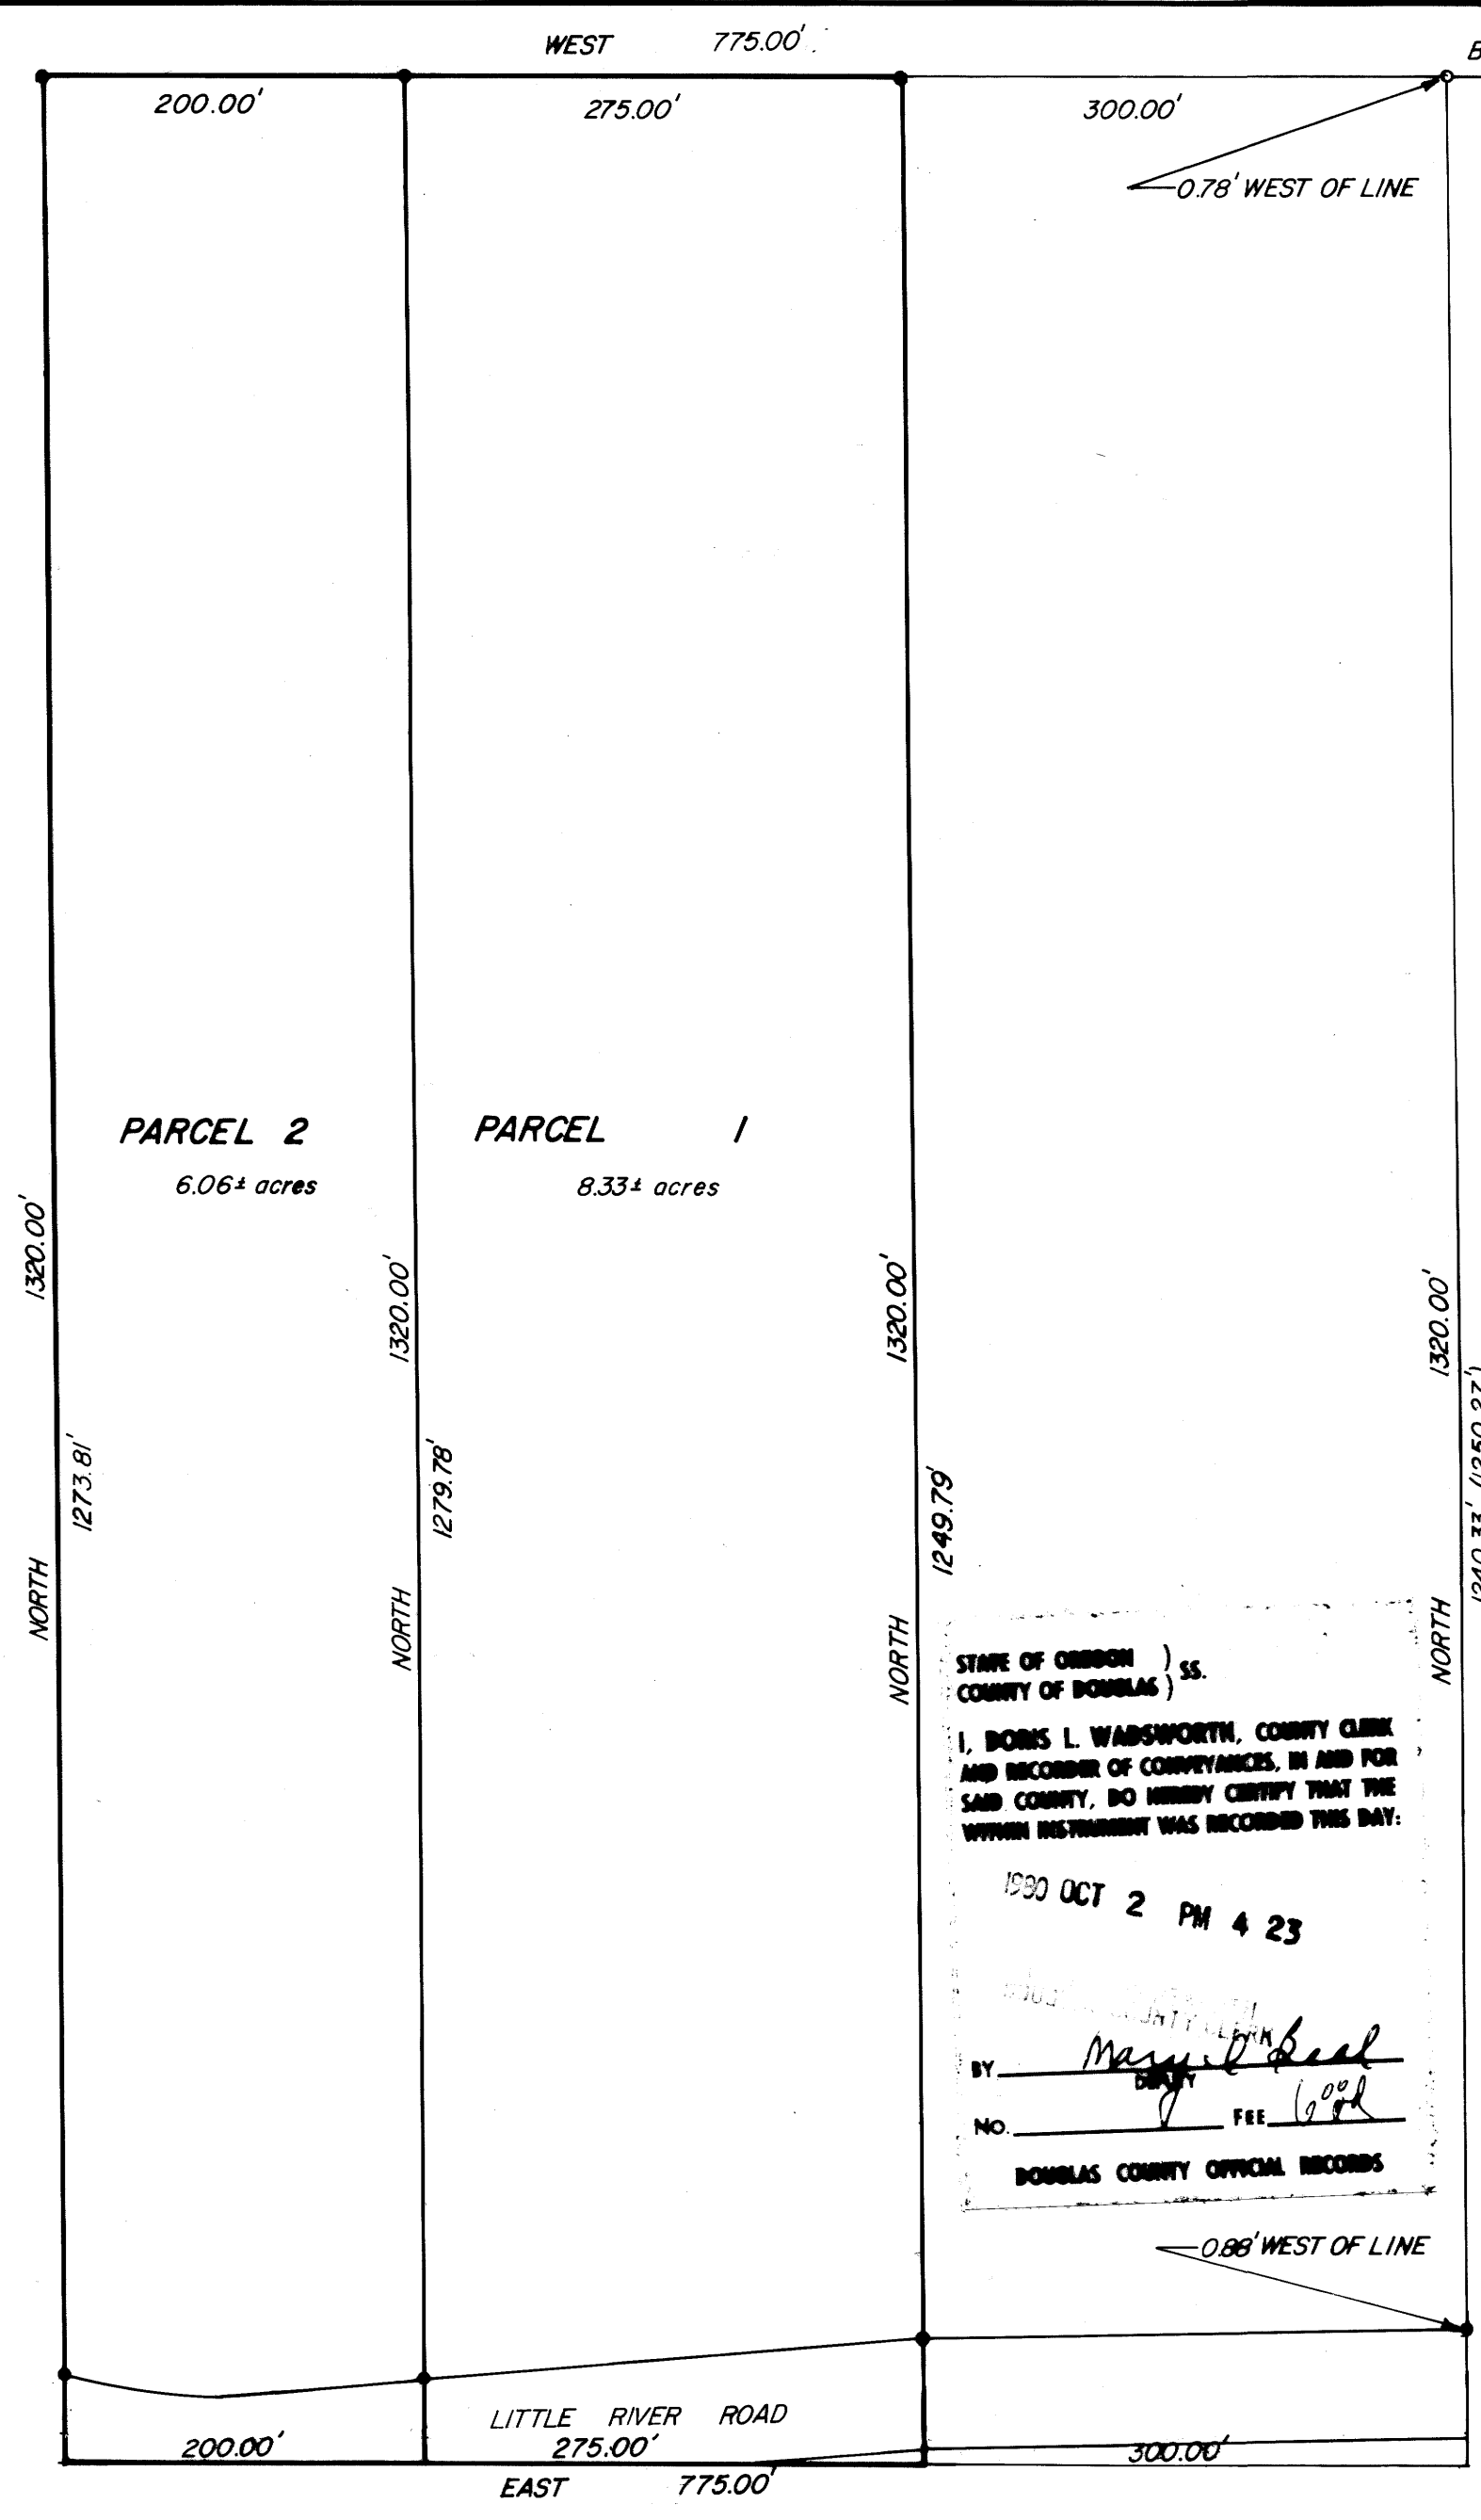 WEST 775.00'
B
200.00'
275.00'
300.00'
0.78' WEST OF LINE
PARCEL 2
6.06± acres
PARCEL 1
8.33± acres
1320.00'
1273.81'
NORTH
1320.00'
1279.78'
NORTH
1320.00'
1249.79'
NORTH
1320.00'
NORTH
STATE OF OREGON ) SS.
COUNTY OF DOUGLAS )
I, DORIS L. WADSWORTH, COUNTY CLERK
AND RECORDER OF CONVEYANCES, IN AND FOR
SAID COUNTY, DO HEREBY CERTIFY THAT THE
WITHIN INSTRUMENT WAS RECORDED THIS DAY:
1990 OCT 2 PM 4 23
BY Beal
DEPUTY
NO. FEE
DOUGLAS COUNTY OFFICIAL RECORDS
0.88' WEST OF LINE
LITTLE RIVER ROAD
200.00'
275.00'
300.00'
EAST 775.00'